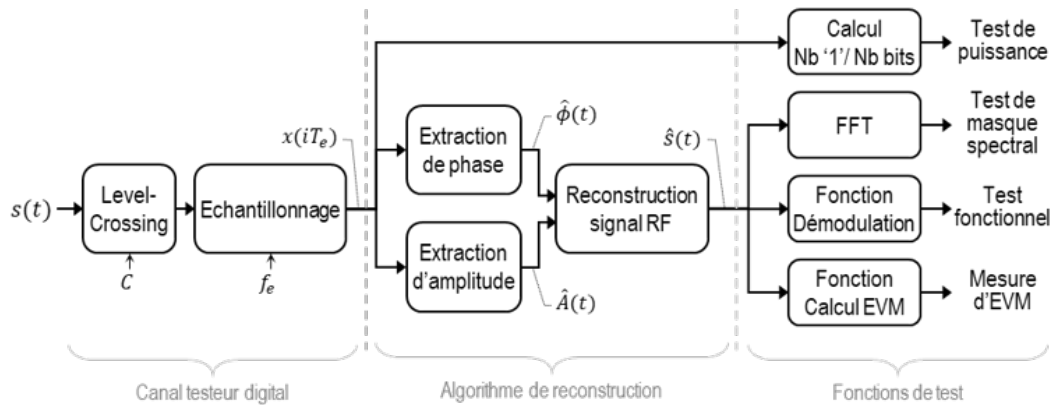 s(t)
Level-
Crossing
C
Echantillonnage
f_e
x(iT_e)
Extraction
de phase
Extraction
d'amplitude
ϕ̂(t)
Â(t)
Reconstruction
signal RF
ŝ(t)
Calcul
Nb '1'/ Nb bits
Test de
puissance
FFT
Test de
masque
spectral
Fonction
Démodulation
Test
fonctionnel
Fonction
Calcul EVM
Mesure
d'EVM
Canal testeur digital
Algorithme de reconstruction
Fonctions de test